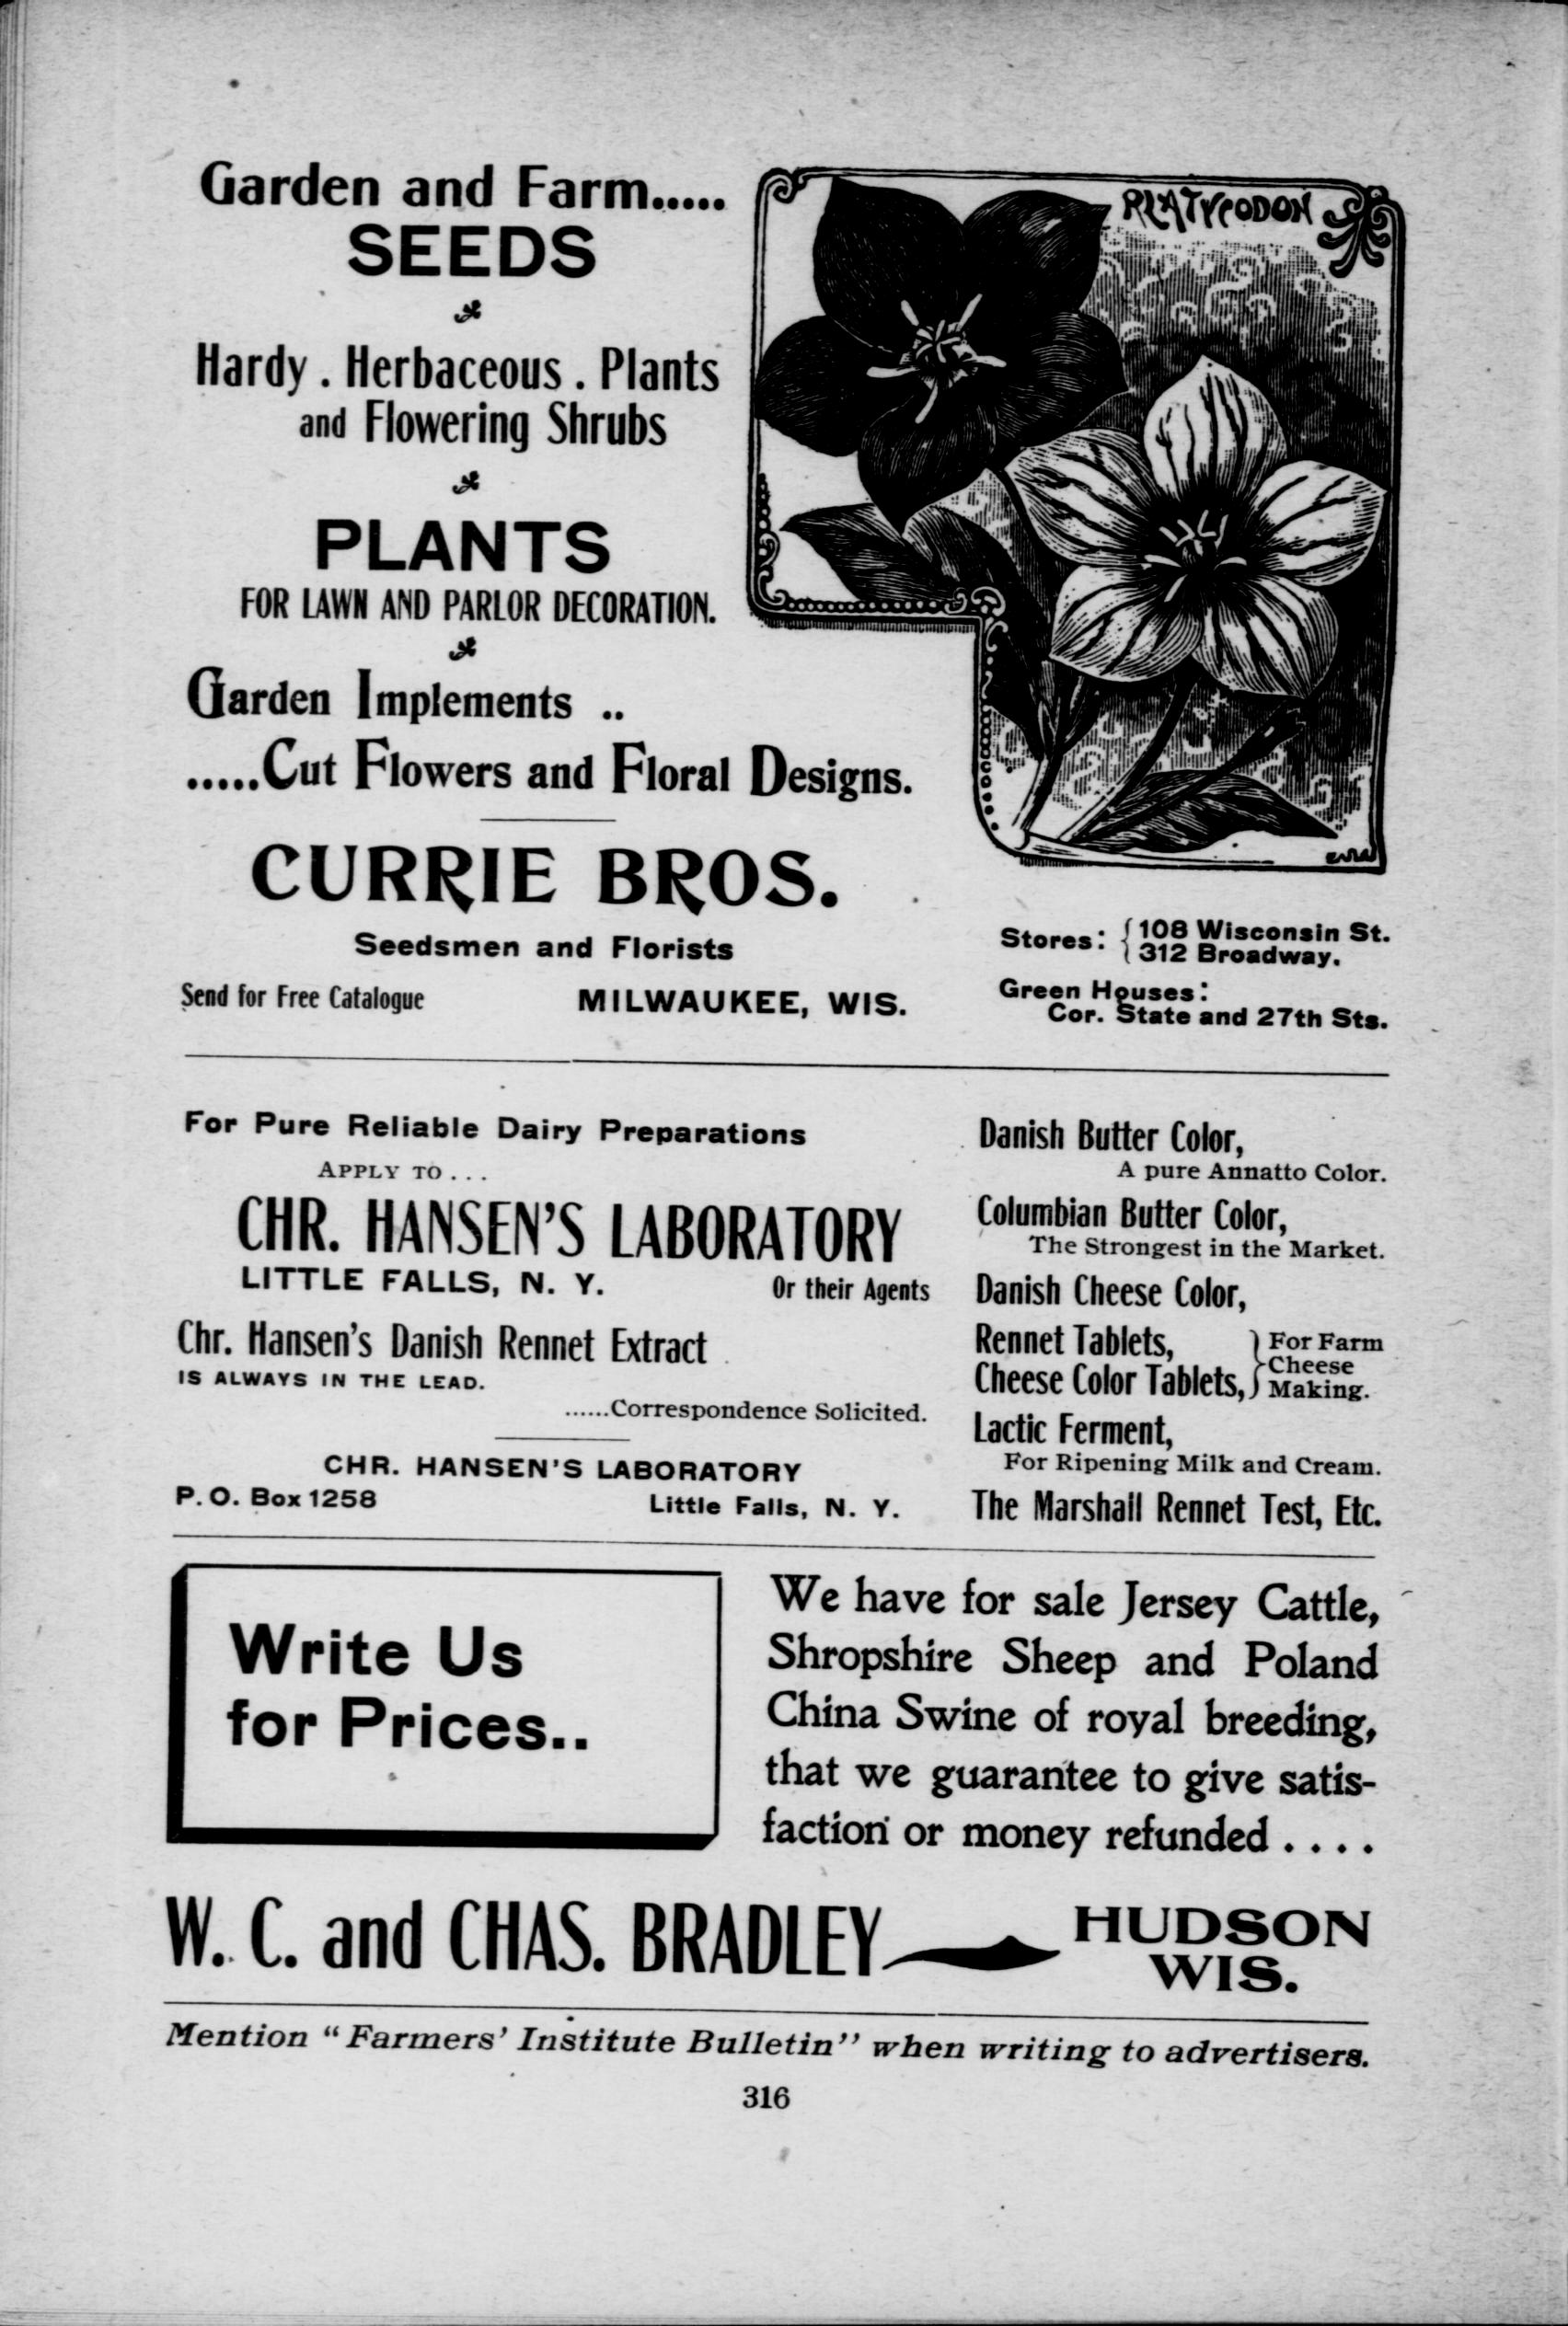 Garden and Farm.....
SEEDS
Hardy . Herbaceous . Plants
and Flowering Shrubs
PLANTS
FOR LAWN AND PARLOR DECORATION.
Garden Implements ..
.....Cut Flowers and Floral Designs.
PLATYCODON
CURRIE BROS.
Seedsmen and Florists
Send for Free Catalogue MILWAUKEE, WIS.
Stores: { 108 Wisconsin St.
312 Broadway.
Green Houses:
Cor. State and 27th Sts.
For Pure Reliable Dairy Preparations
APPLY TO . . .
CHR. HANSEN'S LABORATORY
LITTLE FALLS, N. Y. Or their Agents
Chr. Hansen's Danish Rennet Extract
IS ALWAYS IN THE LEAD.
......Correspondence Solicited.
CHR. HANSEN'S LABORATORY
P. O. Box 1258 Little Falls, N. Y.
Danish Butter Color,
A pure Annatto Color.
Columbian Butter Color,
The Strongest in the Market.
Danish Cheese Color,
Rennet Tablets,
Cheese Color Tablets, } For Farm
Cheese
Making.
Lactic Ferment,
For Ripening Milk and Cream.
The Marshall Rennet Test, Etc.
Write Us
for Prices..
We have for sale Jersey Cattle,
Shropshire Sheep and Poland
China Swine of royal breeding,
that we guarantee to give satis-
faction or money refunded . . . .
W. C. and CHAS. BRADLEY
HUDSON
WIS.
Mention "Farmers' Institute Bulletin" when writing to advertisers.
316